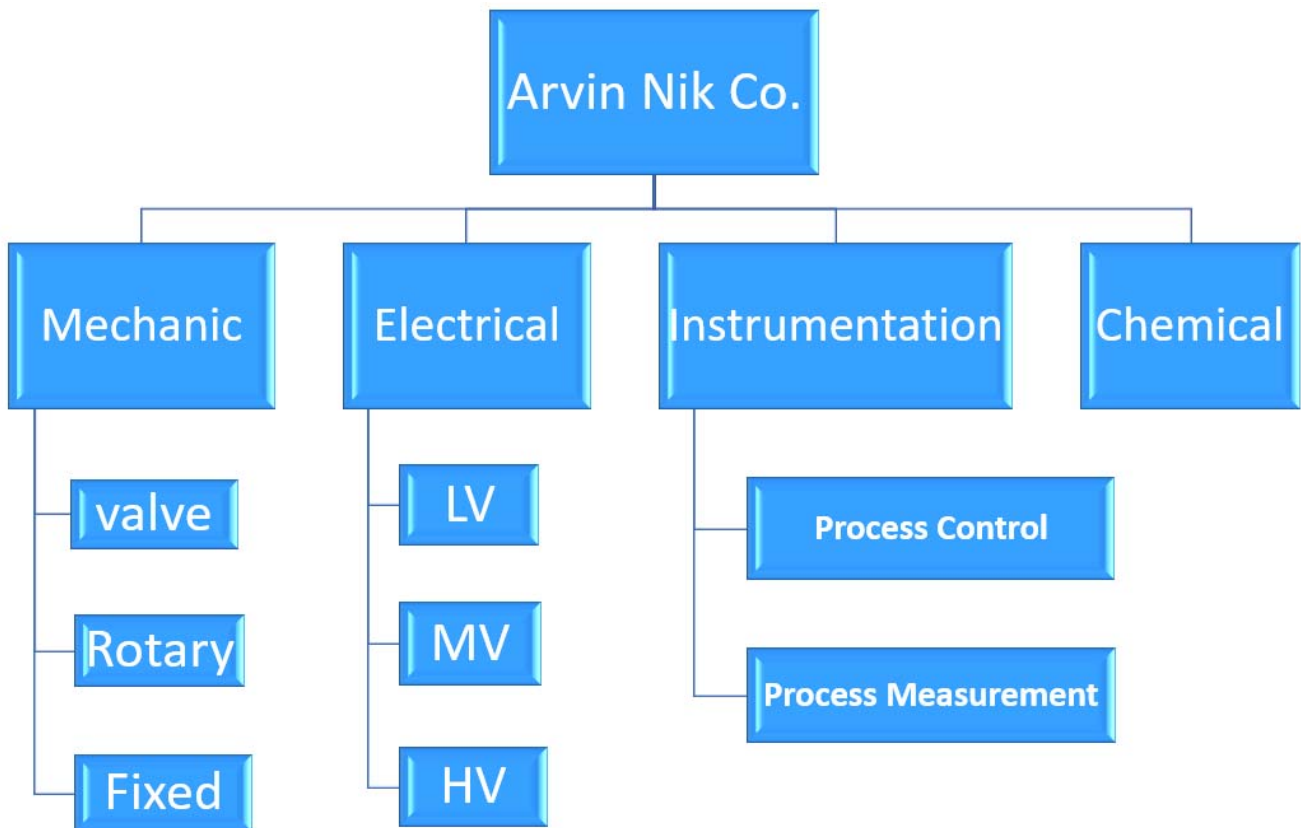 Arvin Nik Co.
Mechanic
Electrical
Instrumentation
Chemical
valve
Rotary
Fixed
LV
MV
HV
Process Control
Process Measurement